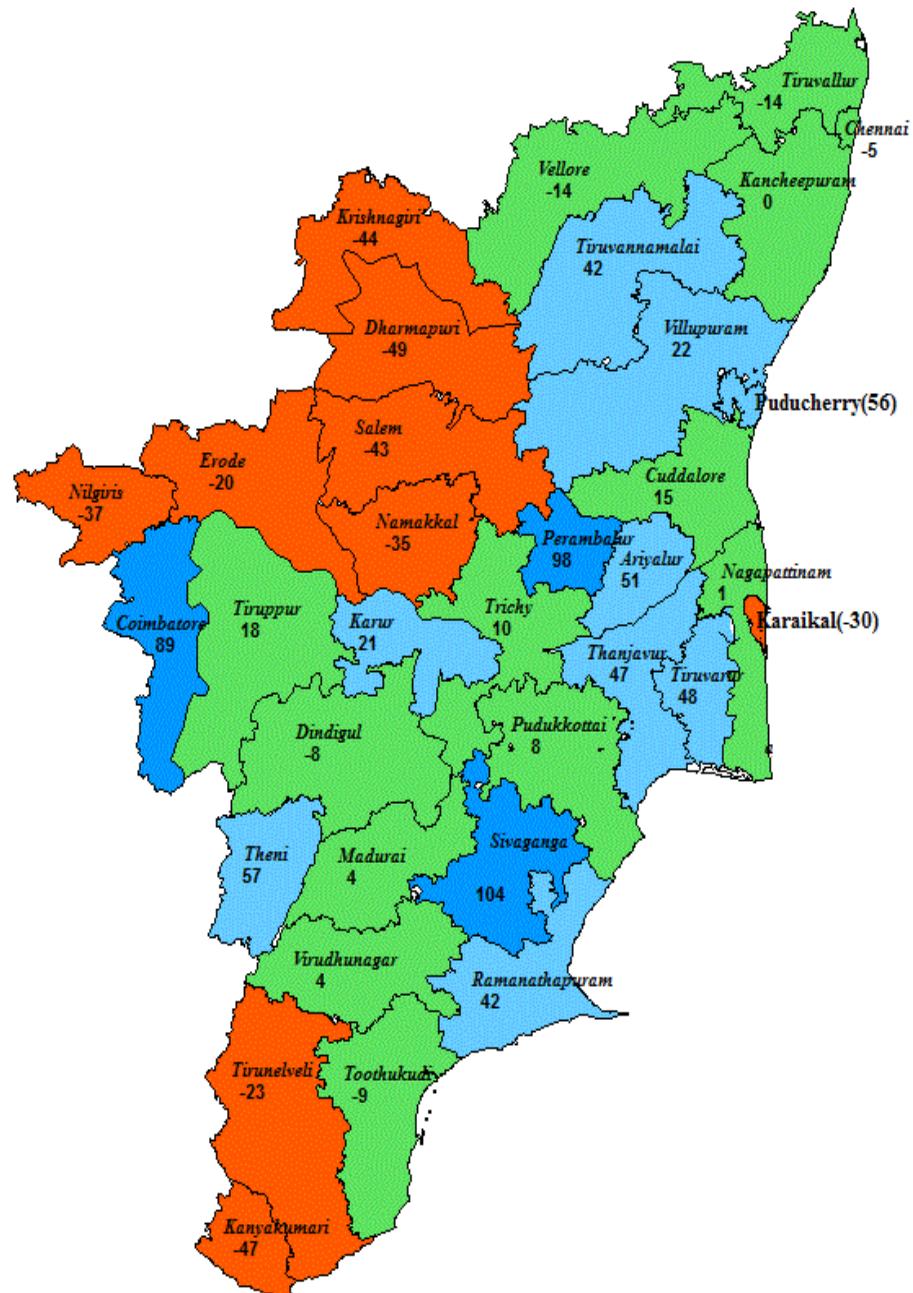 Tiruvallur
-14
Chennai
-5
Vellore
-14
Kancheepuram
0
Krishnagiri
-44
Tiruvannamalai
42
Dharmapuri
-49
Villupuram
22
Puducherry(56)
Salem
-43
Erode
-20
Cuddalore
15
Nilgiris
-37
Namakkal
-35
Perambalur
98
Ariyalur
51
Nagapattinam
1
Karaikal(-30)
Coimbatore
89
Tiruppur
18
Karur
21
Trichy
10
Thanjavur
47
Tiruvarur
48
Dindigul
-8
Pudukkottai
8
Theni
57
Madurai
4
Sivaganga
104
Virudhunagar
4
Ramanathapuram
42
Tirunelveli
-23
Toothukudi
-9
Kanyakumari
-47